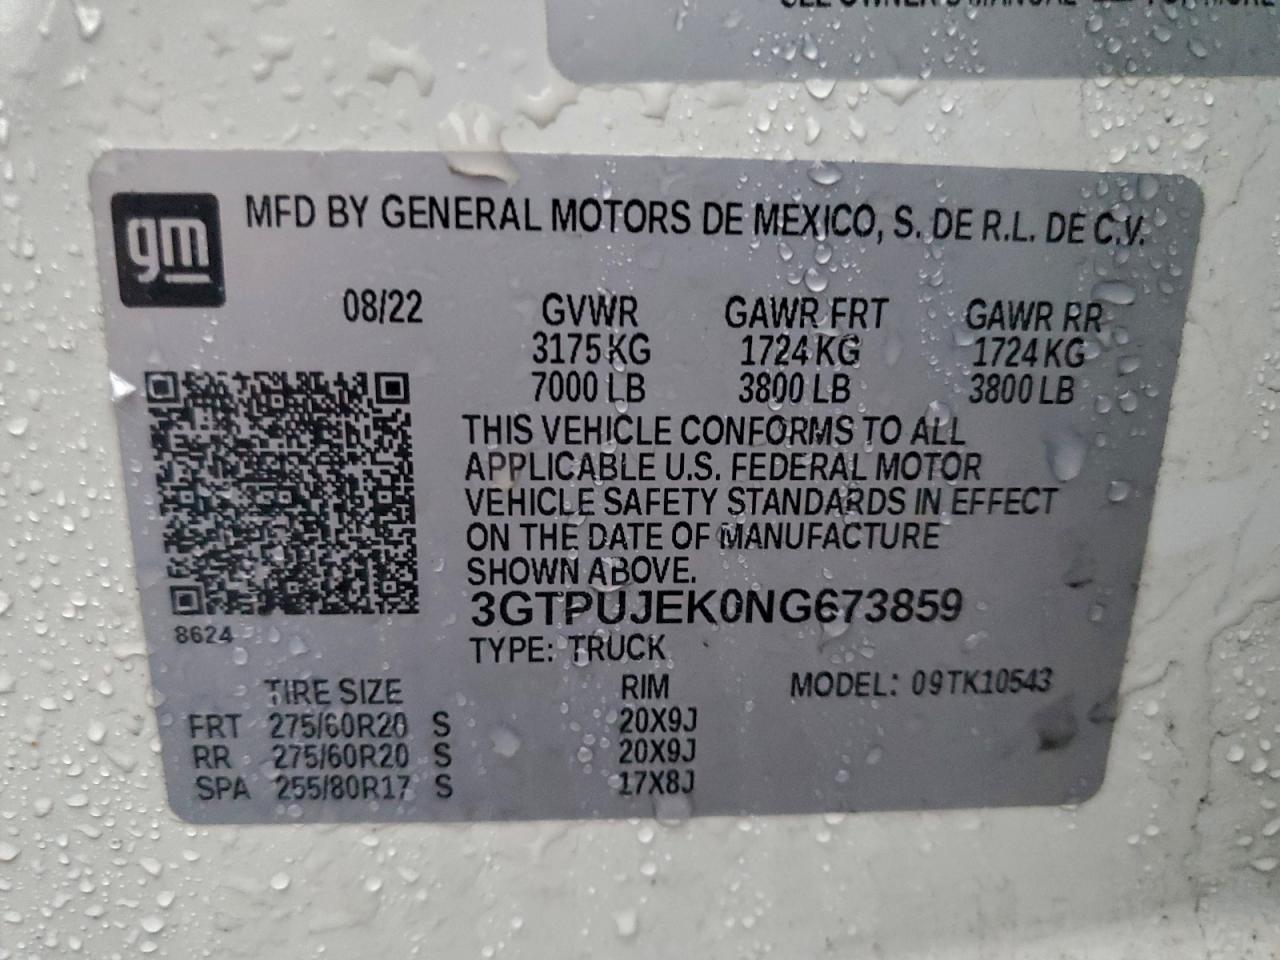 gm
MFD BY GENERAL MOTORS DE MEXICO, S. DE R.L. DE C.V.
08/22 GVWR GAWR FRT GAWR RR
3175 KG 1724 KG 1724 KG
7000 LB 3800 LB 3800 LB
THIS VEHICLE CONFORMS TO ALL
APPLICABLE U.S. FEDERAL MOTOR
VEHICLE SAFETY STANDARDS IN EFFECT
ON THE DATE OF MANUFACTURE
SHOWN ABOVE.
3GTPUJEK0NG673859
8624
TYPE: TRUCK
TIRE SIZE RIM MODEL: 09TK10543
FRT 275/60R20 S 20X9J
RR 275/60R20 S 20X9J
SPA 255/80R17 S 17X8J